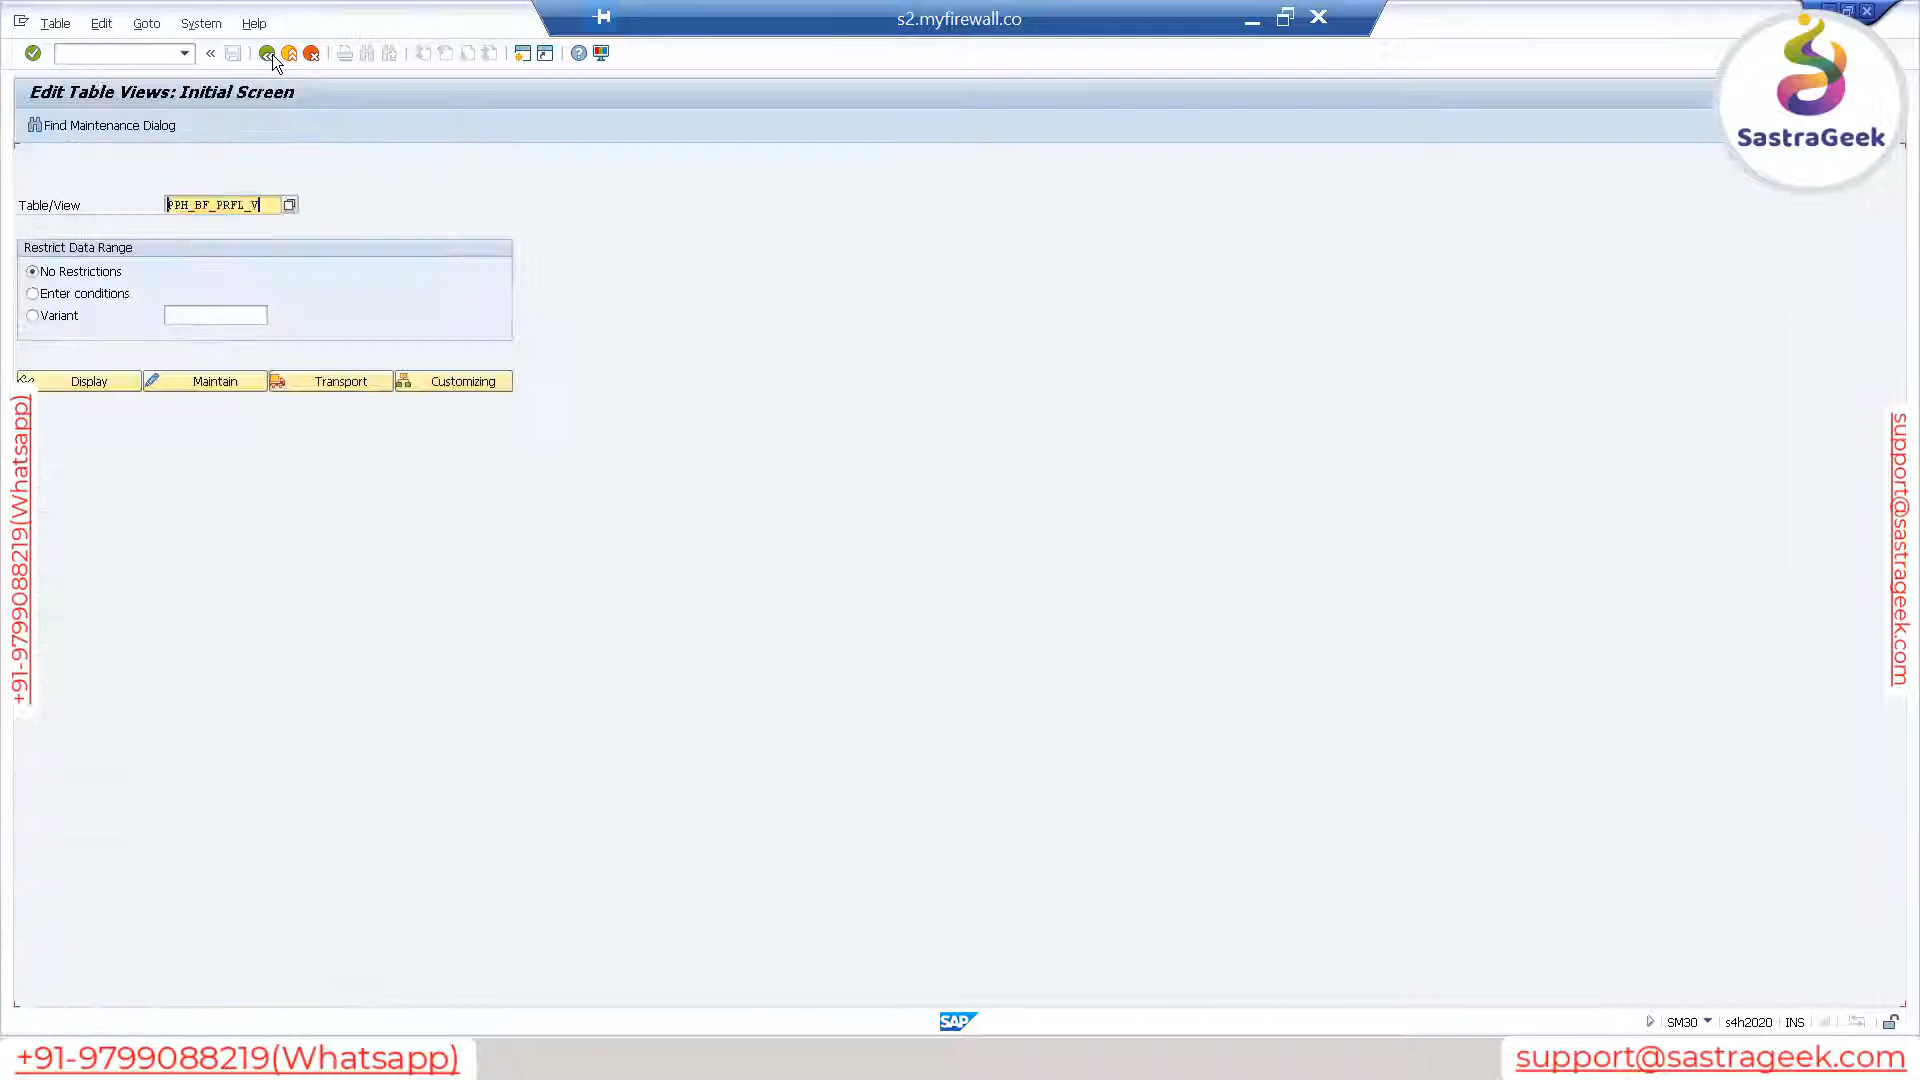 Table Edit Goto System Help
s2.myfirewall.co
Edit Table Views: Initial Screen
Find Maintenance Dialog
SastraGeek
Table/View PPH_BF_PRFL_V
Restrict Data Range
No Restrictions
Enter conditions
Variant
Display Maintain Transport Customizing
+91-9799088219(Whatsapp)
support@sastrageek.com
SAP
SM30 s4h2020 INS
+91-9799088219(Whatsapp)
support@sastrageek.com